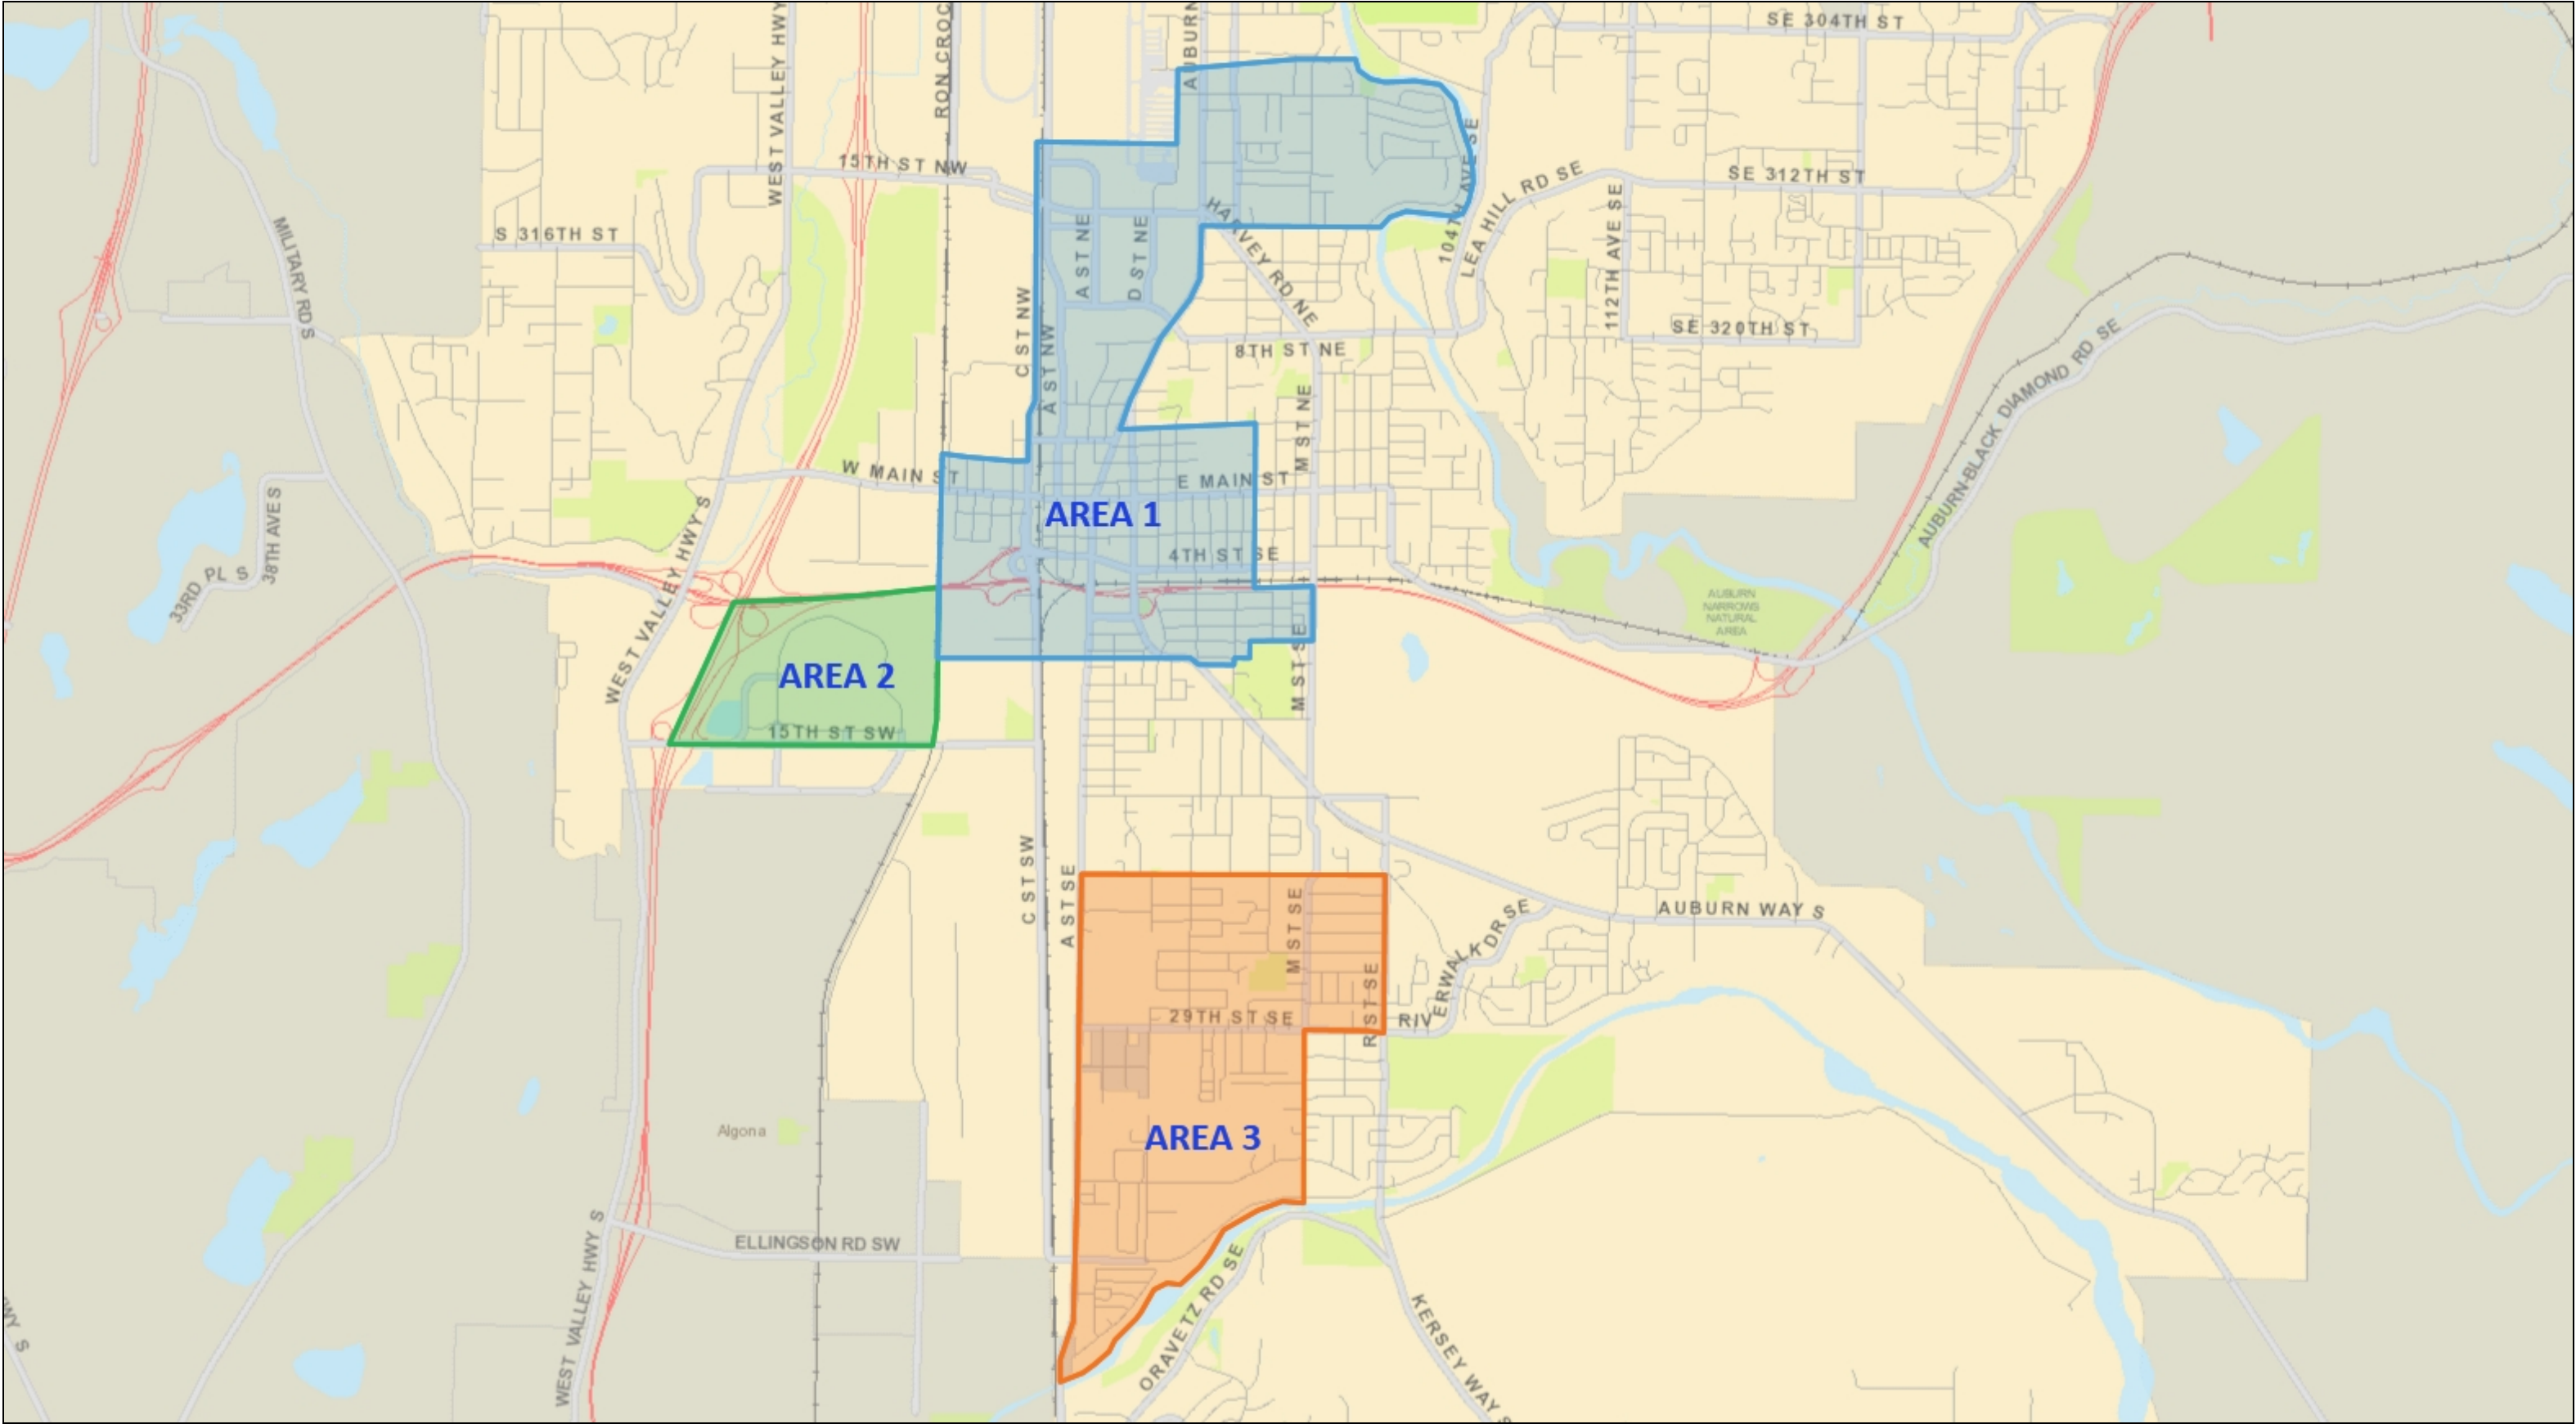 SE 304TH ST
AUBURN
WEST VALLEY HWY
RON CROC
15TH ST NW
SE 312TH ST
104TH AVE SE
LEA HILL RD SE
112TH AVE SE
HARVEY RD NE
A ST NE
D ST NE
S 316TH ST
MILITARY RD S
C ST NW
A ST NW
8TH ST NE
SE 320TH ST
M ST NE
AUBURN-BLACK DIAMOND RD SE
W MAIN ST
E MAIN ST
AREA 1
4TH ST SE
38TH AVE S
33RD PL S
WEST VALLEY HWY S
AUBURN
NARROWS
NATURAL
AREA
AREA 2
M ST SE
15TH ST SW
C ST SW
A ST SE
M ST SE
AUBURN WAY S
R ST SE
RIV
ERWALK DR SE
29TH ST SE
Algona
AREA 3
ELLINGSON RD SW
WEST VALLEY HWY S
ORAVETZ RD SE
KERSEY WAY S
WY S